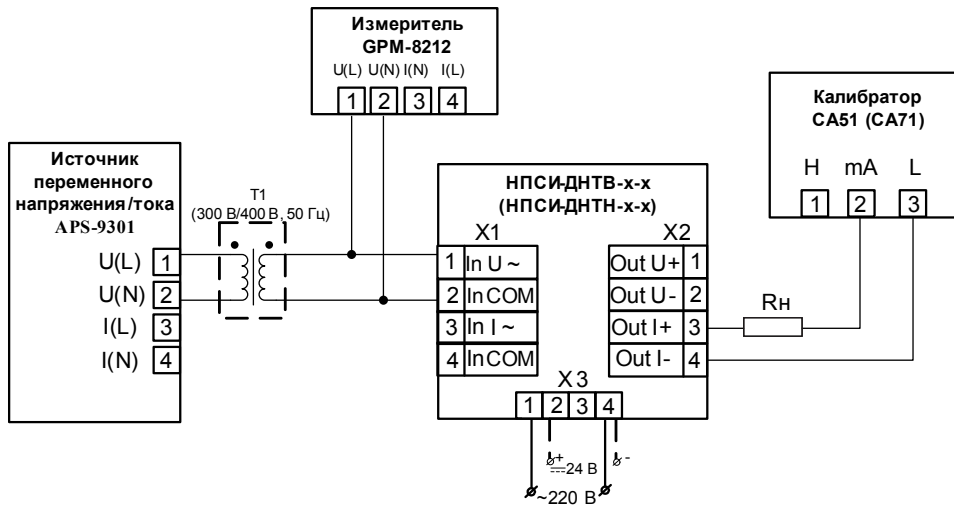 Измеритель
GPM-8212
U(L) U(N) I(N) I(L)
1 2 3 4
Калибратор
CA51 (CA71)
H mA L
1 2 3
Источник
переменного
напряжения/тока
APS-9301
U(L) 1
U(N) 2
I(L) 3
I(N) 4
T1
(300 В/400 В, 50 Гц)
НПСИ-ДНТВ-х-х
(НПСИ-ДНТН-х-х)
X1 X2
1 In U ~ Out U+ 1
2 In COM Out U- 2
3 In I ~ Out I+ 3
4 In COM Out I- 4
Rн
X3
1 2 3 4
+ 24 В -
~220 В